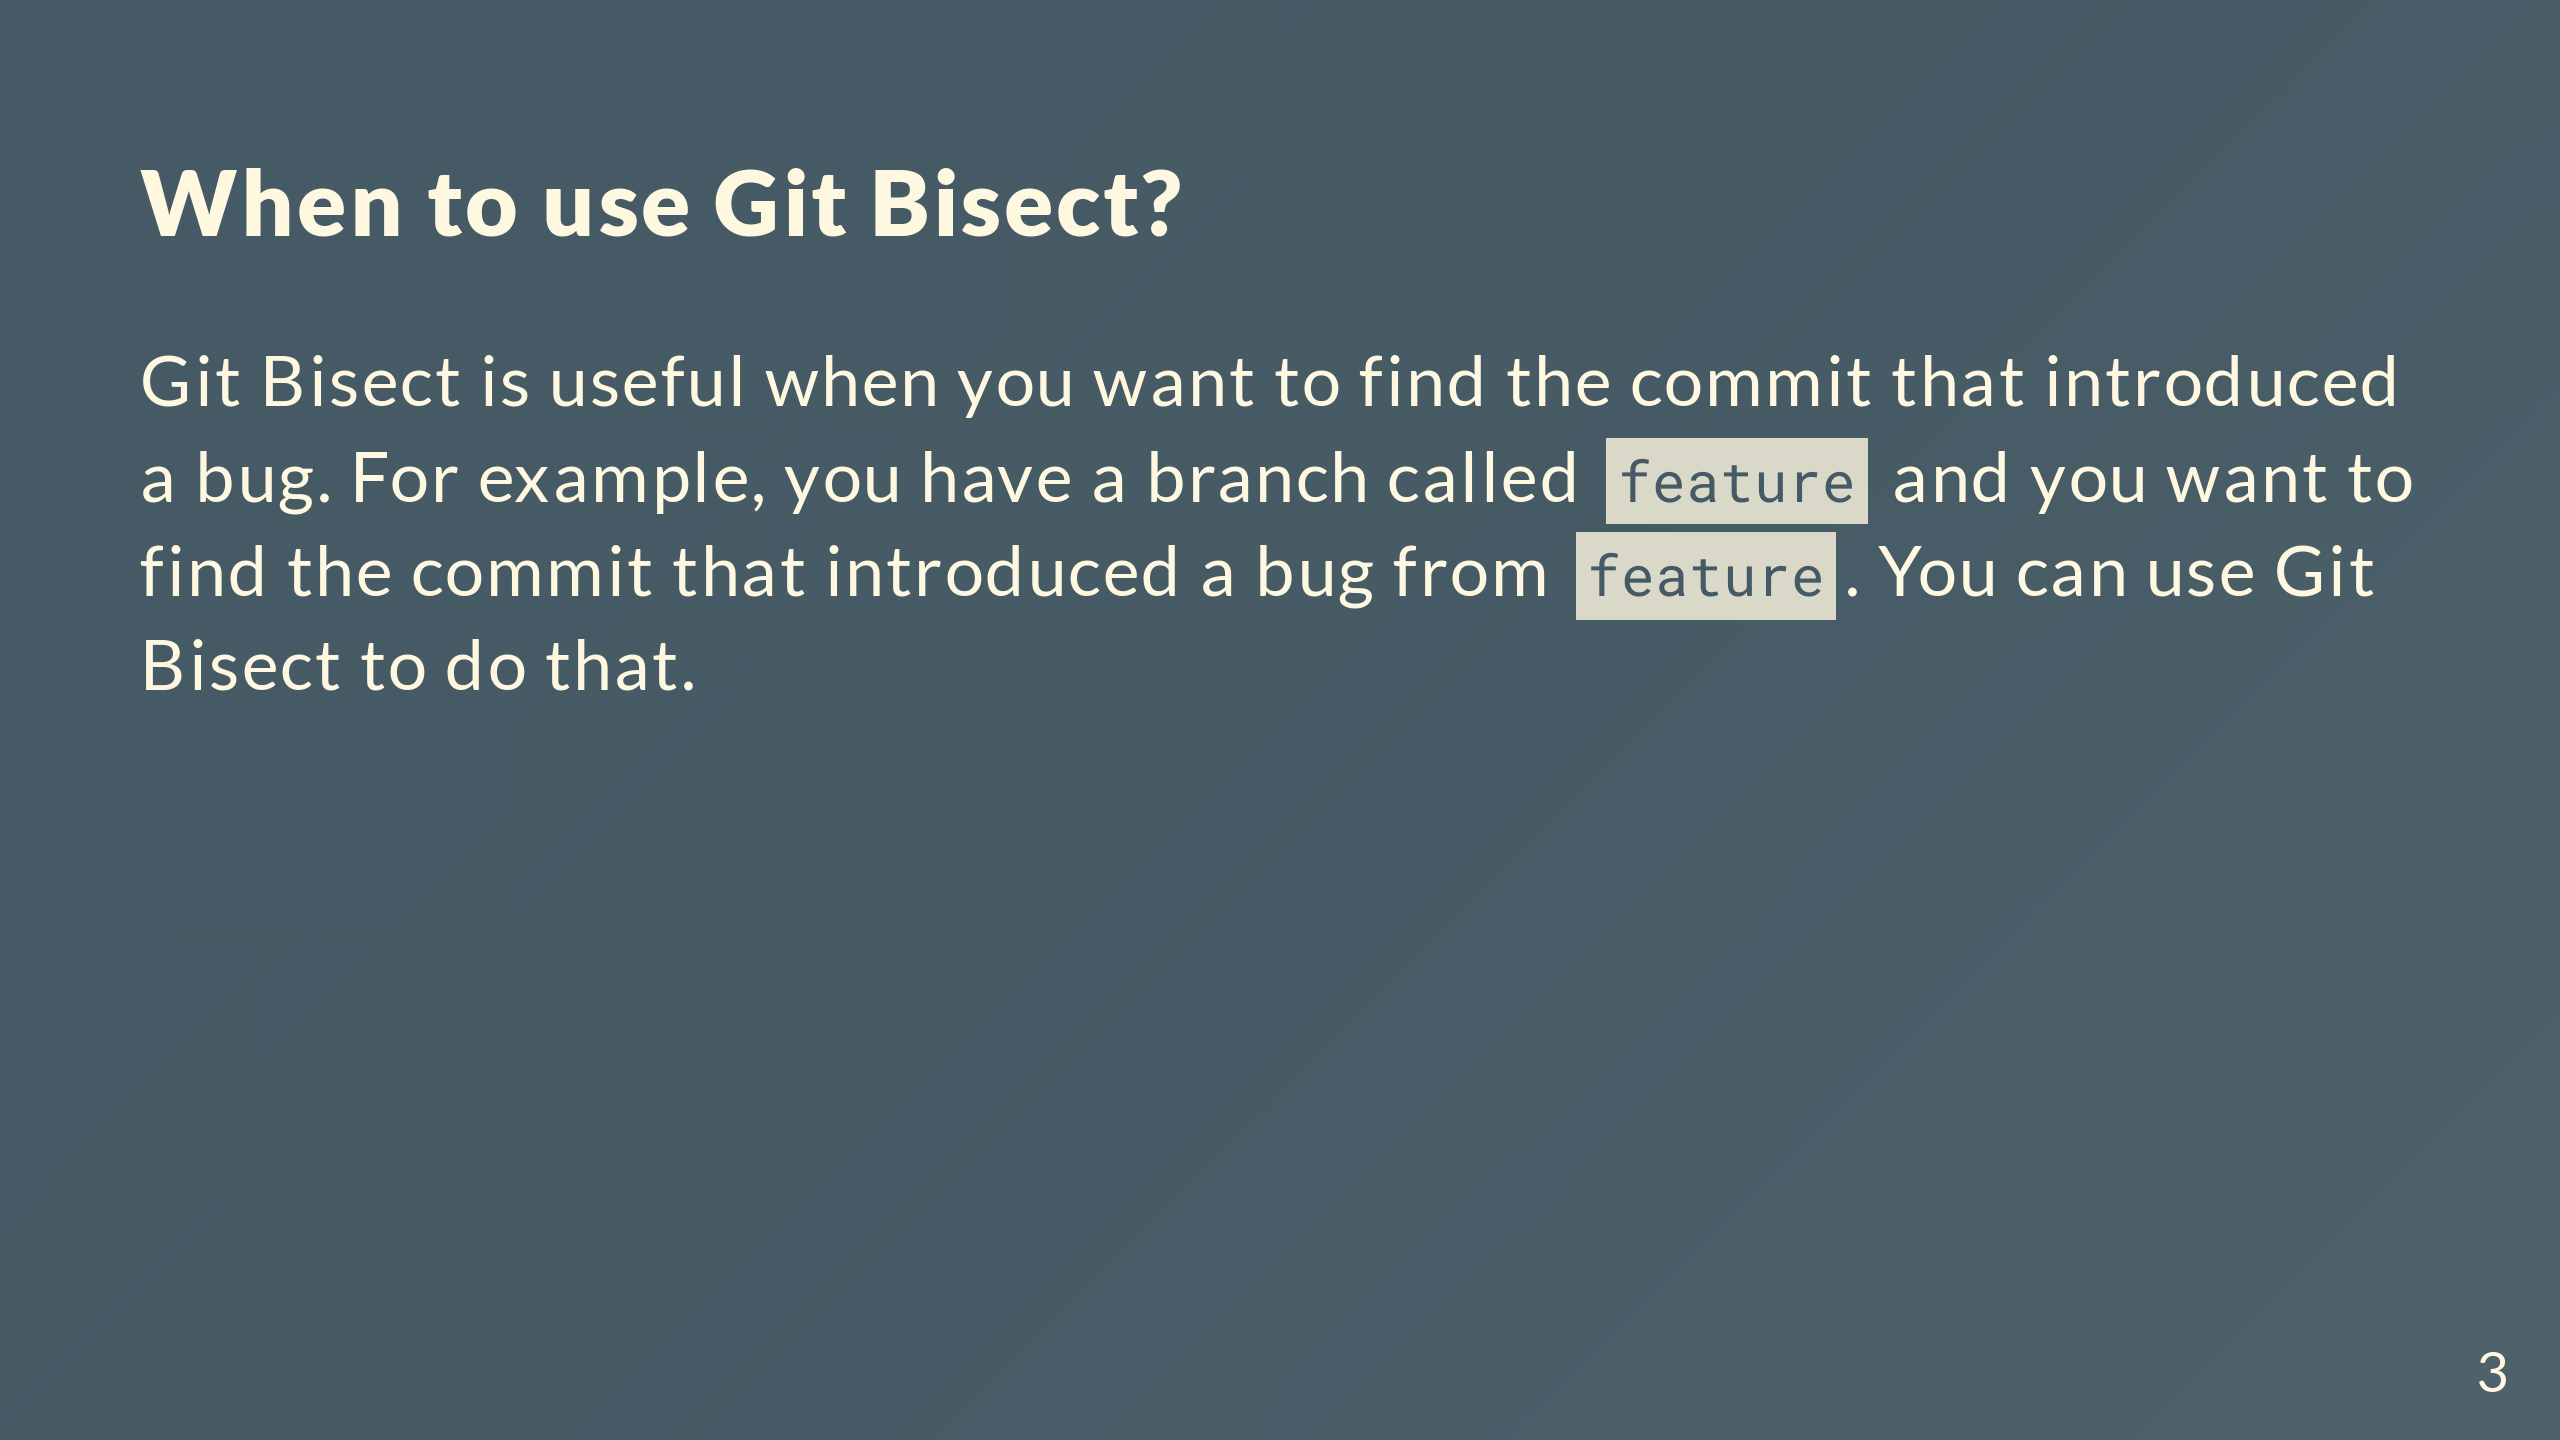 When to use Git Bisect?
Git Bisect is useful when you want to find the commit that introduced
a bug. For example, you have a branch called feature and you want to
find the commit that introduced a bug from feature. You can use Git
Bisect to do that.
3